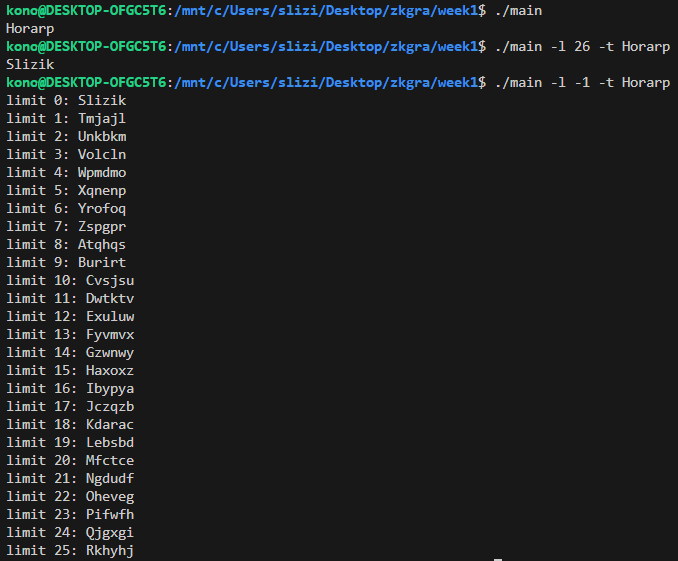 kono@DESKTOP-OFGC5T6:/mnt/c/Users/slizi/Desktop/zkgra/week1$ ./main
Horarp
kono@DESKTOP-OFGC5T6:/mnt/c/Users/slizi/Desktop/zkgra/week1$ ./main -l 26 -t Horarp
Slizik
kono@DESKTOP-OFGC5T6:/mnt/c/Users/slizi/Desktop/zkgra/week1$ ./main -l -1 -t Horarp
limit 0: Slizik
limit 1: Tmjajl
limit 2: Unkbkm
limit 3: Volcln
limit 4: Wpmdmo
limit 5: Xqnenp
limit 6: Yrofoq
limit 7: Zspgpr
limit 8: Atqhqs
limit 9: Burirt
limit 10: Cvsjsu
limit 11: Dwtktv
limit 12: Exuluw
limit 13: Fyvmvx
limit 14: Gzwnwy
limit 15: Haxoxz
limit 16: Ibypya
limit 17: Jczqzb
limit 18: Kdarac
limit 19: Lebsbd
limit 20: Mfctce
limit 21: Ngdudf
limit 22: Oheveg
limit 23: Pifwfh
limit 24: Qjgxgi
limit 25: Rkhyhj